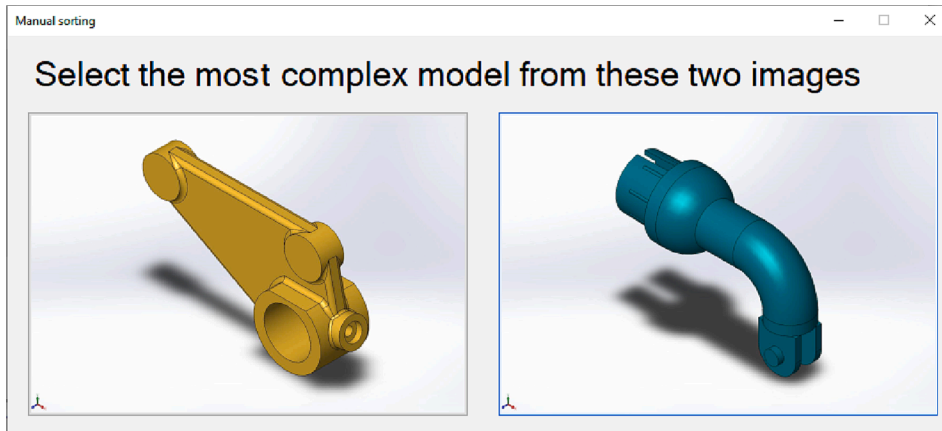 Manual sorting
Select the most complex model from these two images